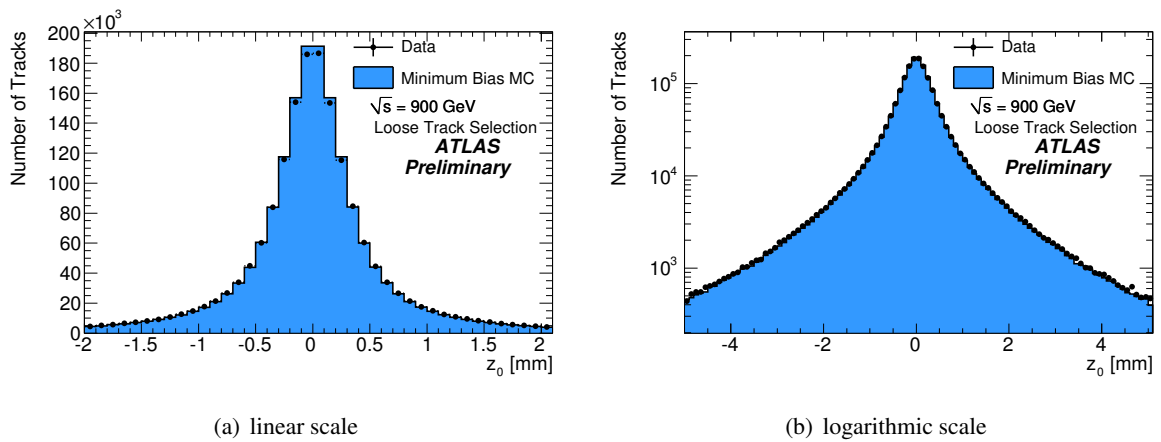 ×10³
Number of Tracks
200
180
160
140
120
100
80
60
40
20
0
-2
-1.5
-1
-0.5
0
0.5
1
1.5
2
z₀ [mm]
Data
Minimum Bias MC
√s = 900 GeV
Loose Track Selection
ATLAS
Preliminary
(a) linear scale
Number of Tracks
10⁵
10⁴
10³
-4
-2
0
2
4
z₀ [mm]
Data
Minimum Bias MC
√s = 900 GeV
Loose Track Selection
ATLAS
Preliminary
(b) logarithmic scale